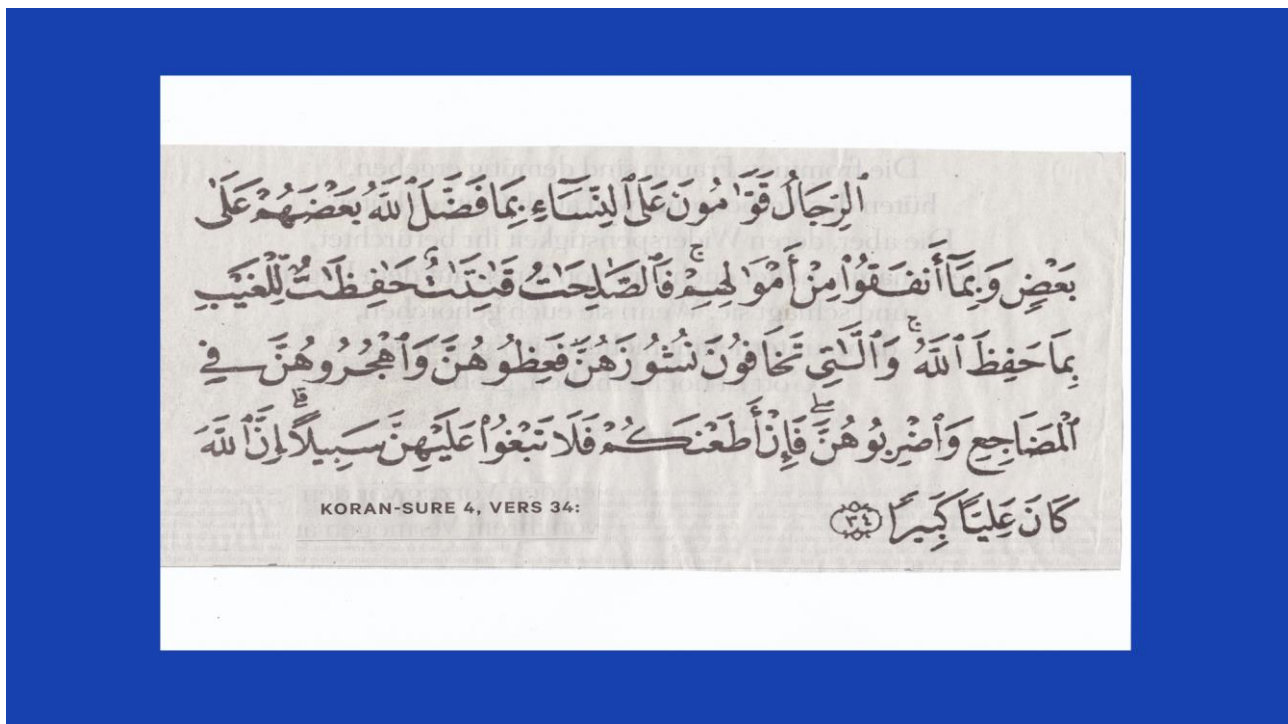 ٱلرِّجَالُ قَوَّٰمُونَ عَلَى ٱلنِّسَآءِ بِمَا فَضَّلَ ٱللَّهُ بَعْضَهُمْ عَلَىٰ
بَعْضٍ وَبِمَآ أَنفَقُوا۟ مِنْ أَمْوَٰلِهِمْ ۚ فَٱلصَّٰلِحَٰتُ قَٰنِتَٰتٌ حَٰفِظَٰتٌ لِّلْغَيْبِ
بِمَا حَفِظَ ٱللَّهُ ۚ وَٱلَّٰتِى تَخَافُونَ نُشُوزَهُنَّ فَعِظُوهُنَّ وَٱهْجُرُوهُنَّ فِى
ٱلْمَضَاجِعِ وَٱضْرِبُوهُنَّ ۖ فَإِنْ أَطَعْنَكُمْ فَلَا تَبْغُوا۟ عَلَيْهِنَّ سَبِيلًا ۗ إِنَّ ٱللَّهَ
كَانَ عَلِيًّا كَبِيرًا ٣٤
KORAN-SURE 4, VERS 34: